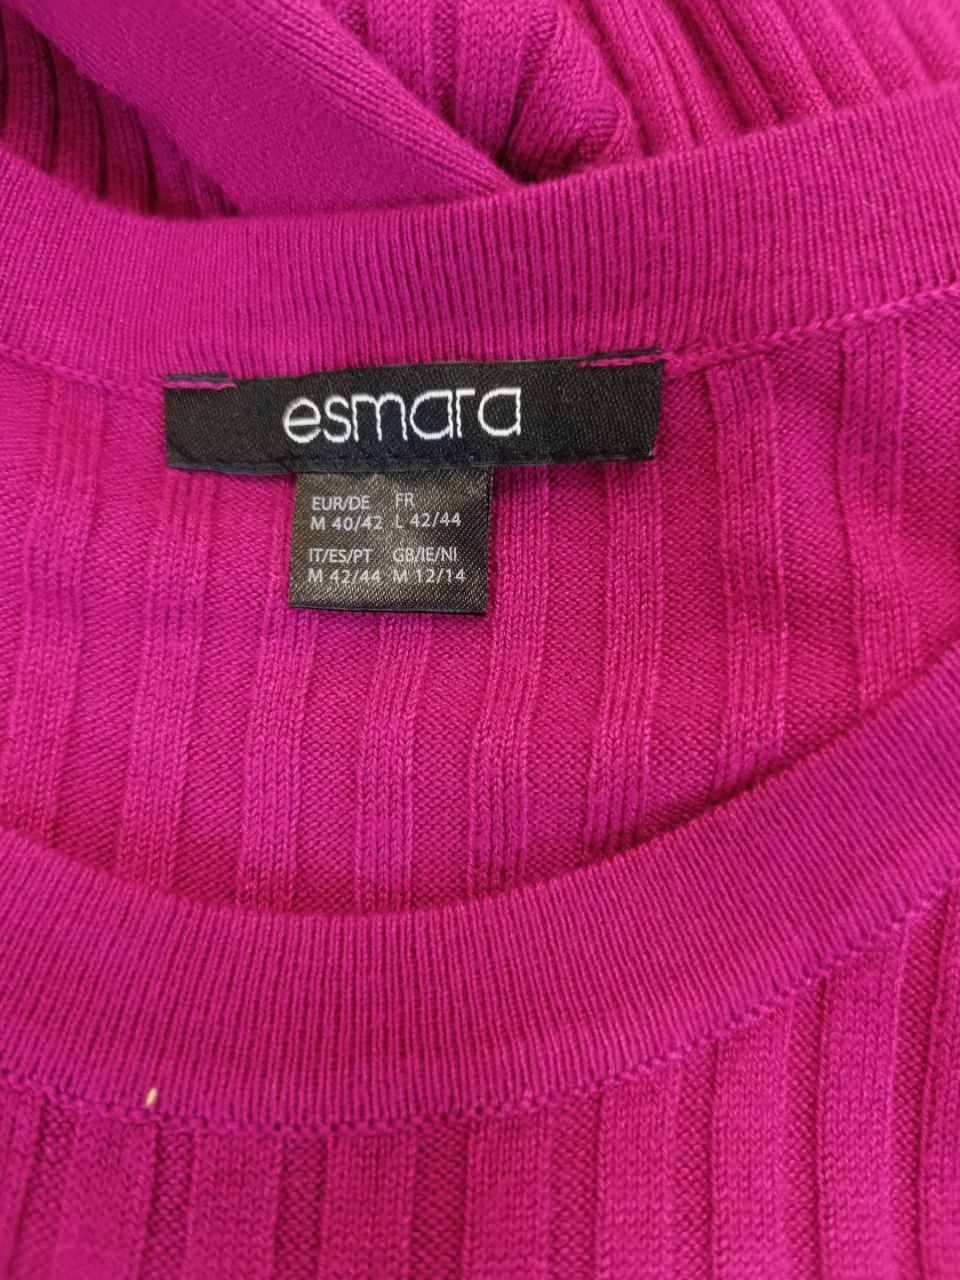 esmara
EUR/DE FR
M 40/42 L 42/44
IT/ES/PT GB/IE/NI
M 42/44 M 12/14